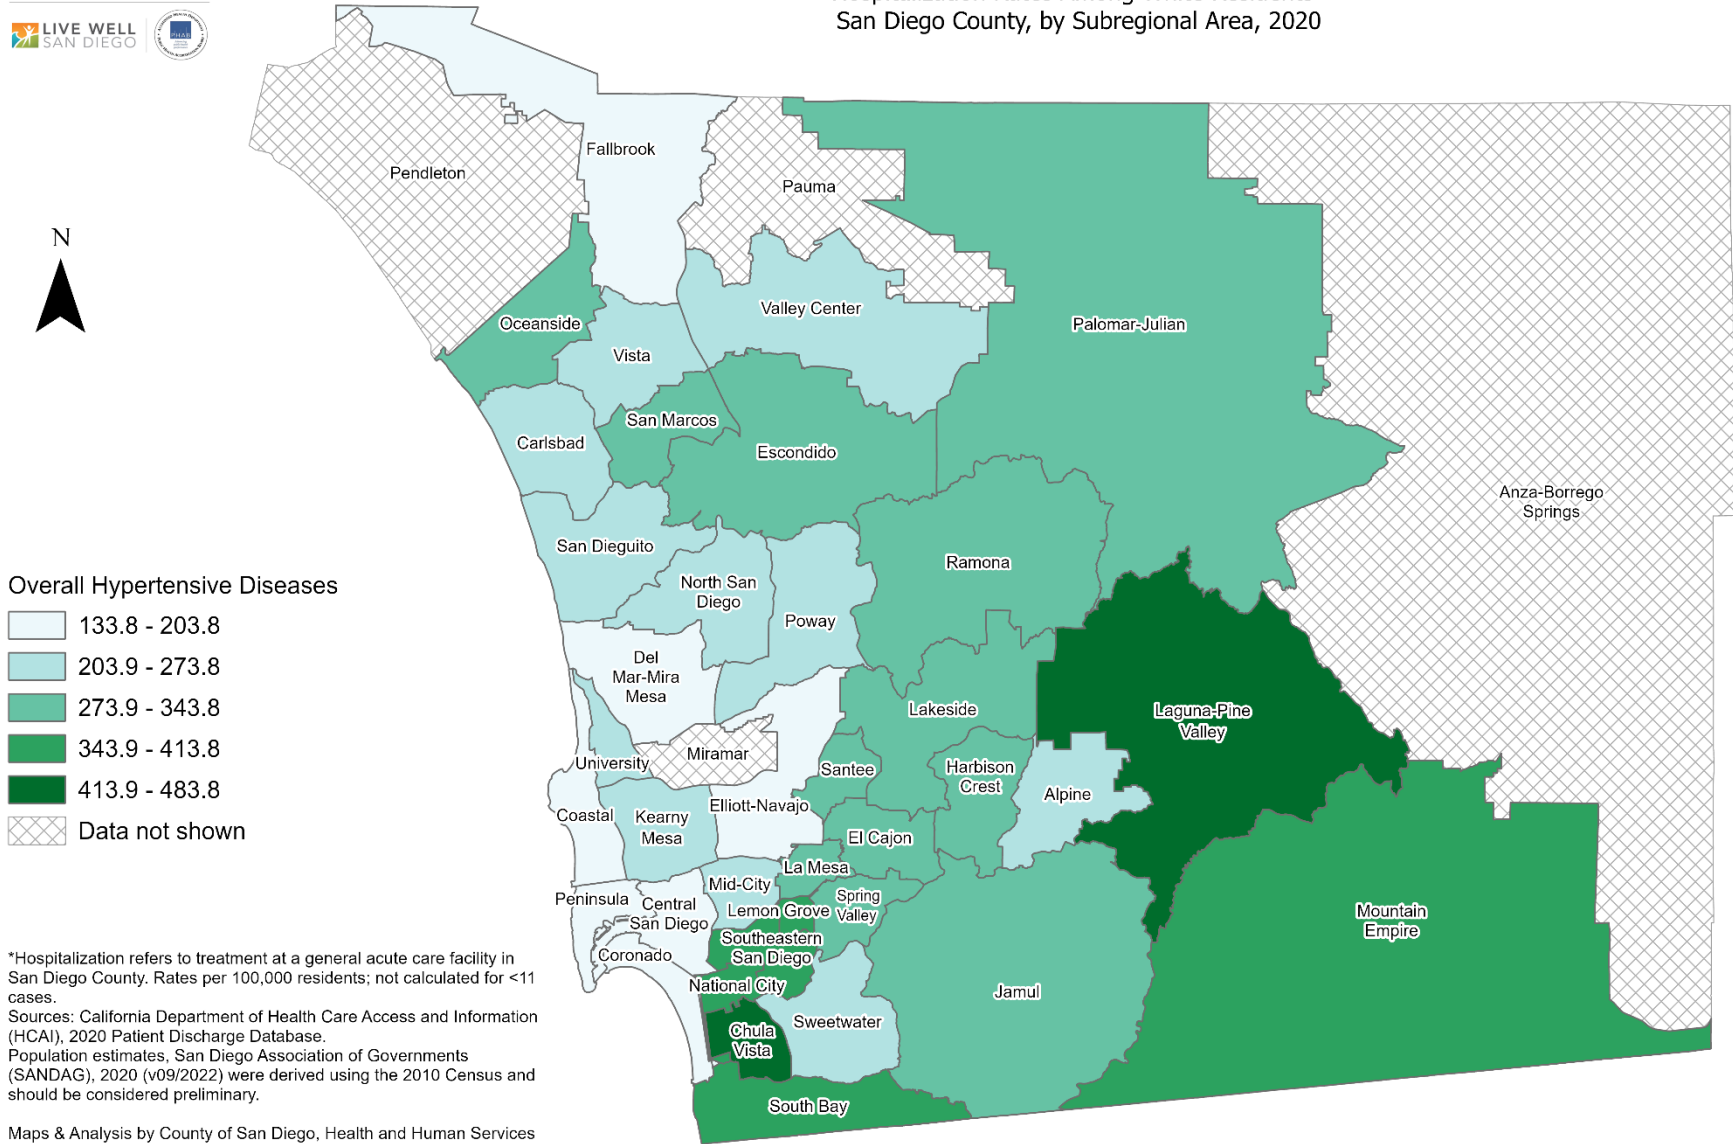 LIVE WELL
SAN DIEGO
PHAB
Hospitalization Rates Among White Residents
San Diego County, by Subregional Area, 2020
Pendleton
Fallbrook
Pauma
N
Oceanside
Valley Center
Palomar-Julian
Vista
San Marcos
Carlsbad
Escondido
Anza-Borrego
Springs
San Dieguito
Ramona
North San
Diego
Poway
Overall Hypertensive Diseases
133.8 - 203.8
203.9 - 273.8
273.9 - 343.8
343.9 - 413.8
413.9 - 483.8
Data not shown
Del
Mar-Mira
Mesa
Lakeside
Laguna-Pine
Valley
Miramar
University
Santee
Harbison
Crest
Alpine
Elliott-Navajo
Coastal
Kearny
Mesa
El Cajon
La Mesa
Mid-City
Peninsula
Central
San Diego
Spring
Valley
Lemon Grove
Mountain
Empire
Southeastern
San Diego
Coronado
National City
Jamul
Sweetwater
Chula
Vista
South Bay
*Hospitalization refers to treatment at a general acute care facility in
San Diego County. Rates per 100,000 residents; not calculated for <11
cases.
Sources: California Department of Health Care Access and Information
(HCAI), 2020 Patient Discharge Database.
Population estimates, San Diego Association of Governments
(SANDAG), 2020 (v09/2022) were derived using the 2010 Census and
should be considered preliminary.
Maps & Analysis by County of San Diego, Health and Human Services